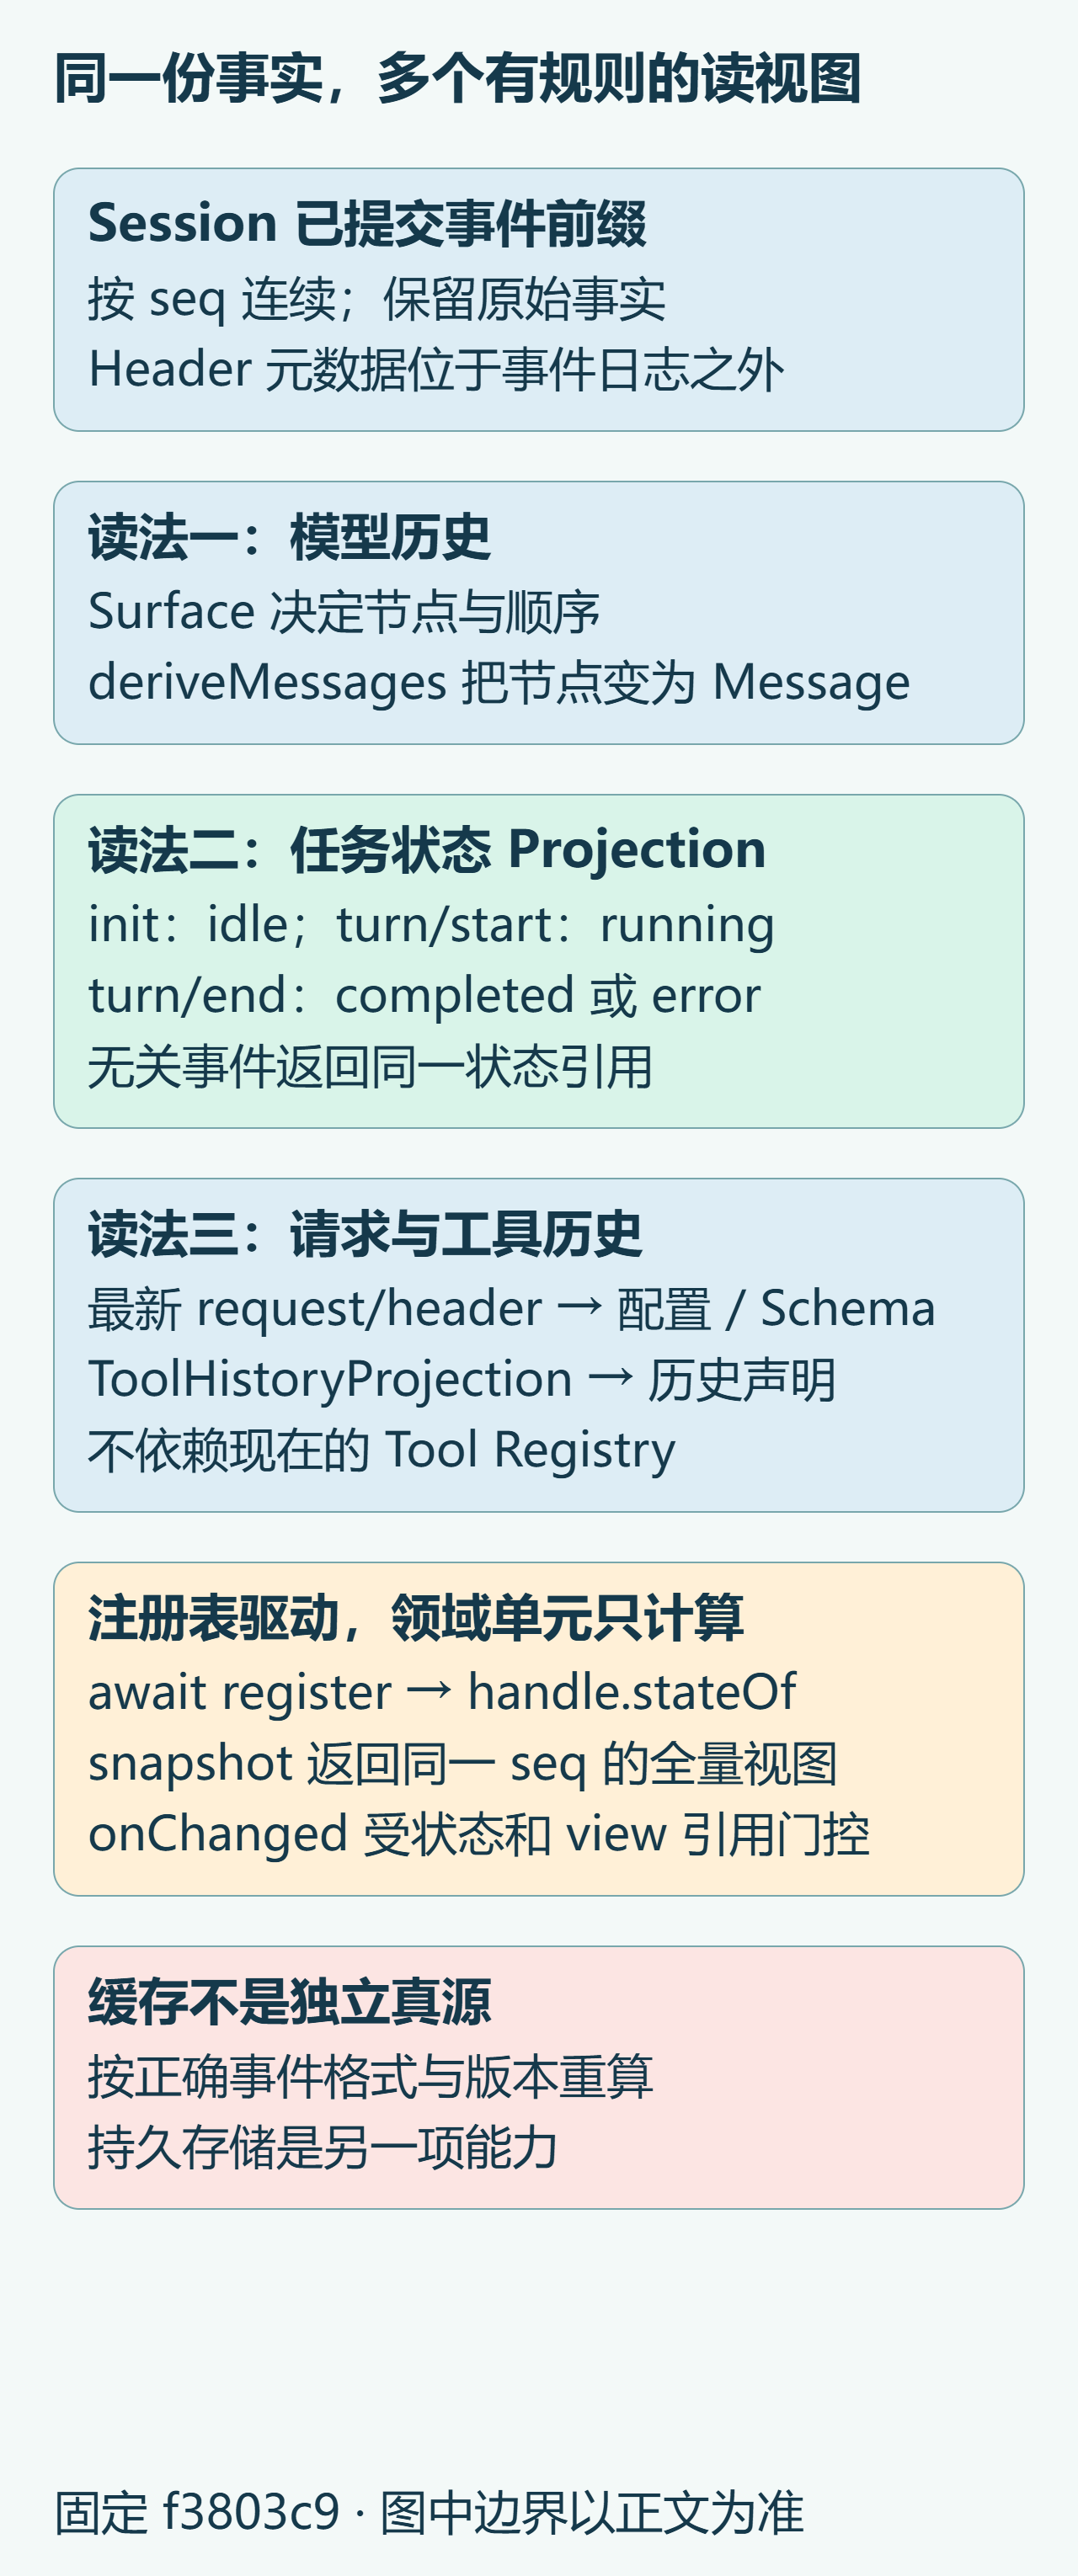 同一份事实，多个有规则的读视图
Session 已提交事件前缀
按 seq 连续；保留原始事实
Header 元数据位于事件日志之外
读法一：模型历史
Surface 决定节点与顺序
deriveMessages 把节点变为 Message
读法二：任务状态 Projection
init：idle；turn/start：running
turn/end：completed 或 error
无关事件返回同一状态引用
读法三：请求与工具历史
最新 request/header → 配置 / Schema
ToolHistoryProjection → 历史声明
不依赖现在的 Tool Registry
注册表驱动，领域单元只计算
await register → handle.stateOf
snapshot 返回同一 seq 的全量视图
onChanged 受状态和 view 引用门控
缓存不是独立真源
按正确事件格式与版本重算
持久存储是另一项能力
固定 f3803c9 · 图中边界以正文为准